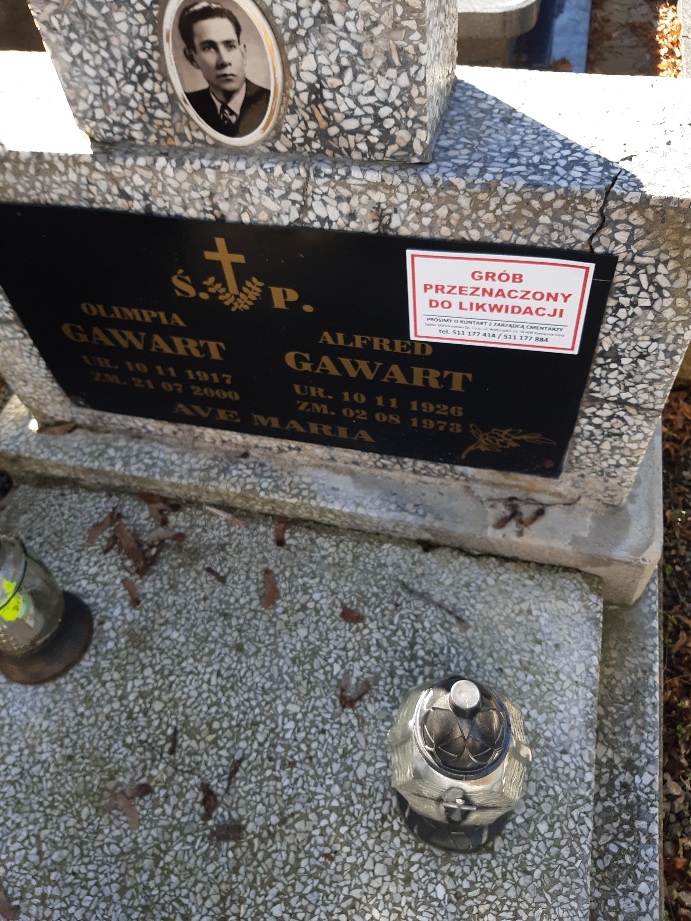 Ś. P.
OLIMPIA
GAWART
UR. 10 11 1917
ZM. 21 07 2000
ALFRED
GAWART
UR. 10 11 1926
ZM. 02 08 1973
AVE MARIA
GRÓB
PRZEZNACZONY
DO LIKWIDACJI
PROSIMY O KONTAKT Z ZARZĄDCĄ CMENTARZY
tel. 511 177 414 / 511 177 884